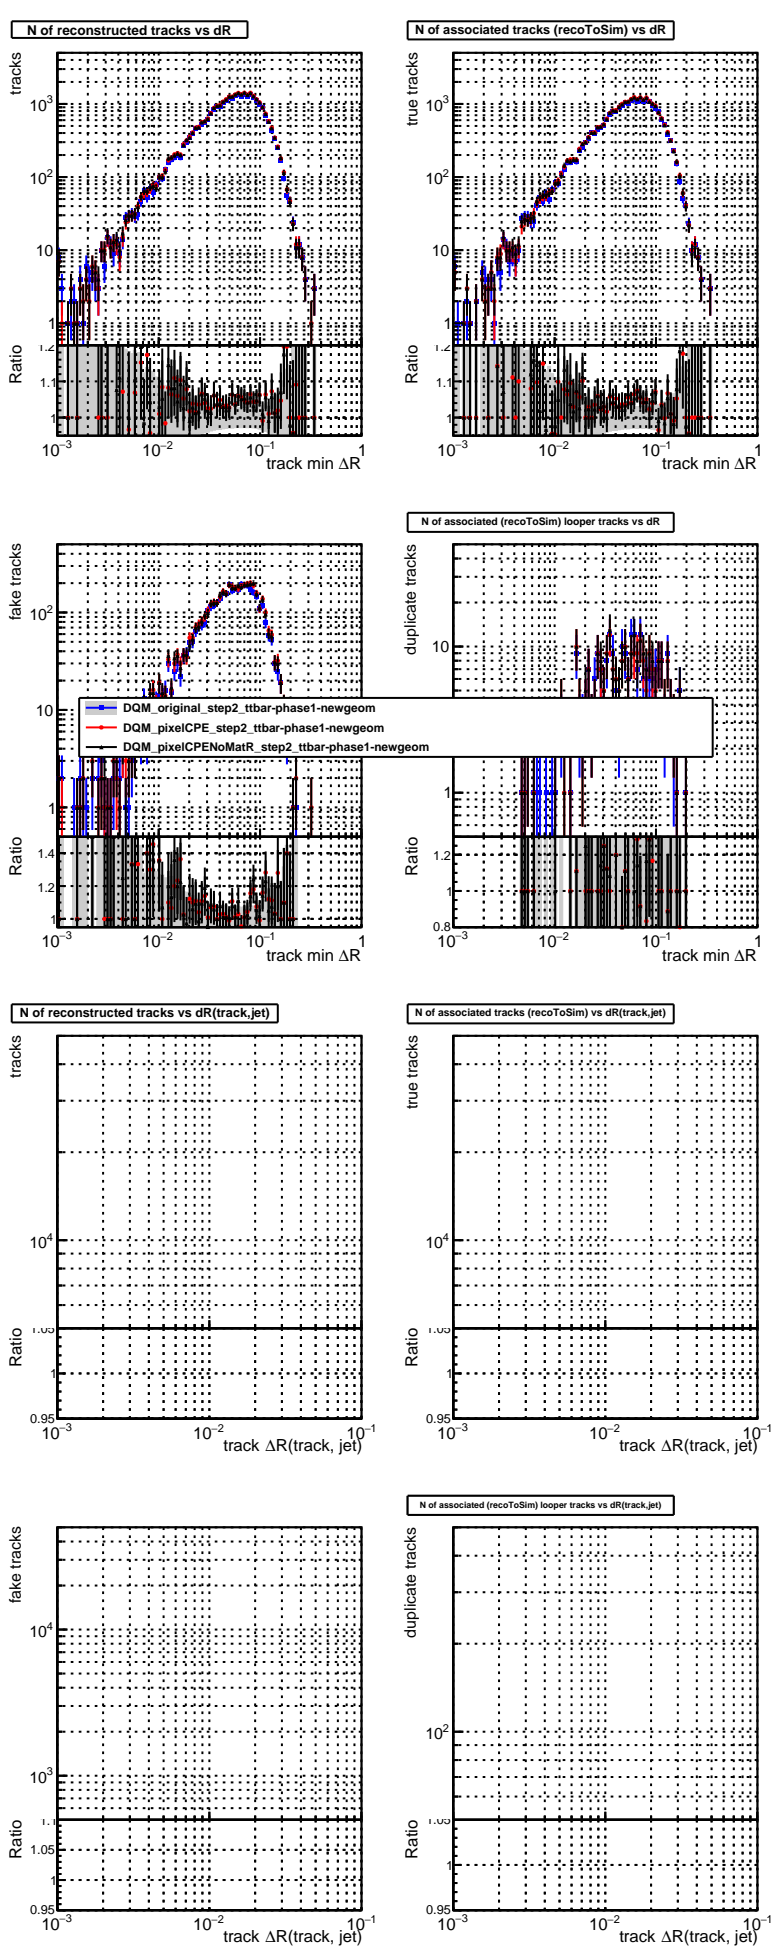 N of reconstructed tracks vs dR
tracks
10³
10²
10
1
Ratio
1.2
1.1
1
10⁻³ 10⁻² 10⁻¹ 1
track min ΔR
N of associated tracks (recoToSim) vs dR
true tracks
10³
10²
10
1
Ratio
1.2
1.1
1
10⁻³ 10⁻² 10⁻¹ 1
track min ΔR
fake tracks
10²
10
1
Ratio
1.4
1.2
1
10⁻³ 10⁻² 10⁻¹ 1
track min ΔR
N of associated (recoToSim) looper tracks vs dR
duplicate tracks
10
1
Ratio
1.2
1
0.8
10⁻³ 10⁻² 10⁻¹ 1
track min ΔR
DQM_original_step2_ttbar-phase1-newgeom
DQM_pixelCPE_step2_ttbar-phase1-newgeom
DQM_pixelCPENoMatR_step2_ttbar-phase1-newgeom
N of reconstructed tracks vs dR(track,jet)
tracks
10⁴
Ratio
1.05
1
0.95
10⁻³ 10⁻² 10⁻¹
track ΔR(track, jet)
N of associated tracks (recoToSim) vs dR(track,jet)
true tracks
10⁴
Ratio
1.05
1
0.95
10⁻³ 10⁻² 10⁻¹
track ΔR(track, jet)
fake tracks
10⁴
10³
Ratio
1.1
1.05
1
0.95
10⁻³ 10⁻² 10⁻¹
track ΔR(track, jet)
N of associated (recoToSim) looper tracks vs dR(track,jet)
duplicate tracks
10²
Ratio
1.05
1
0.95
10⁻³ 10⁻² 10⁻¹
track ΔR(track, jet)